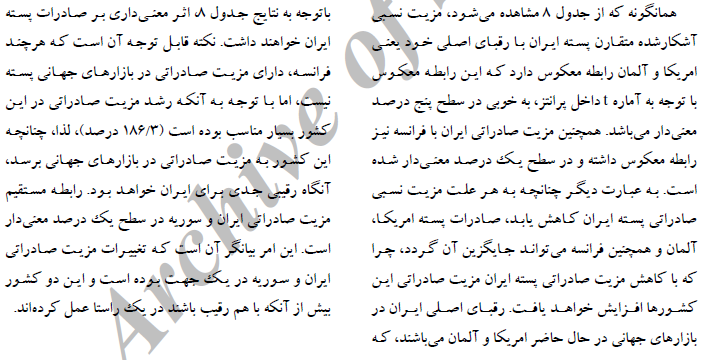 همانگونه که از جدول ۸ مشاهده می‌شود، مزیت نسبی
آشکارشده متقارن پسته ایران با رقبای اصلی خود یعنی
امریکا و آلمان رابطه معکوس دارد که این رابطه معکوس
با توجه به آماره t داخل پرانتز، به خوبی در سطح پنج درصد
معنی‌دار می‌باشد. همچنین مزیت صادراتی ایران با فرانسه نیز
رابطه معکوس داشته و در سطح یک درصد معنی‌دار شده
است. به عبارت دیگر چنانچه به هر علت مزیت نسبی
صادراتی پسته ایران کاهش یابد، صادرات پسته امریکا،
آلمان و همچنین فرانسه می‌تواند جایگزین آن گردد، چرا
که با کاهش مزیت صادراتی پسته ایران مزیت صادراتی این
کشورها افزایش خواهد یافت. رقبای اصلی ایران در
بازارهای جهانی در حال حاضر امریکا و آلمان می‌باشند، که
باتوجه به نتایج جدول ۸، اثر معنی‌داری بر صادرات پسته
ایران خواهند داشت. نکته قابل توجه آن است که هرچند
فرانسه، دارای مزیت صادراتی در بازارهای جهانی پسته
نیست، اما با توجه به آنکه رشد مزیت صادراتی در این
کشور بسیار مناسب بوده است (۱۸۶/۳ درصد)، لذا، چنانچه
این کشور به مزیت صادراتی در بازارهای جهانی برسد،
آنگاه رقیبی جدی برای ایران خواهد بود. رابطه مستقیم
مزیت صادراتی ایران و سوریه در سطح یک درصد معنی‌دار
است. این امر بیانگر آن است که تغییرات مزیت صادراتی
ایران و سوریه در یک جهت بوده است و این دو کشور
بیش از آنکه با هم رقیب باشند در یک راستا عمل کرده‌اند.
Archive of